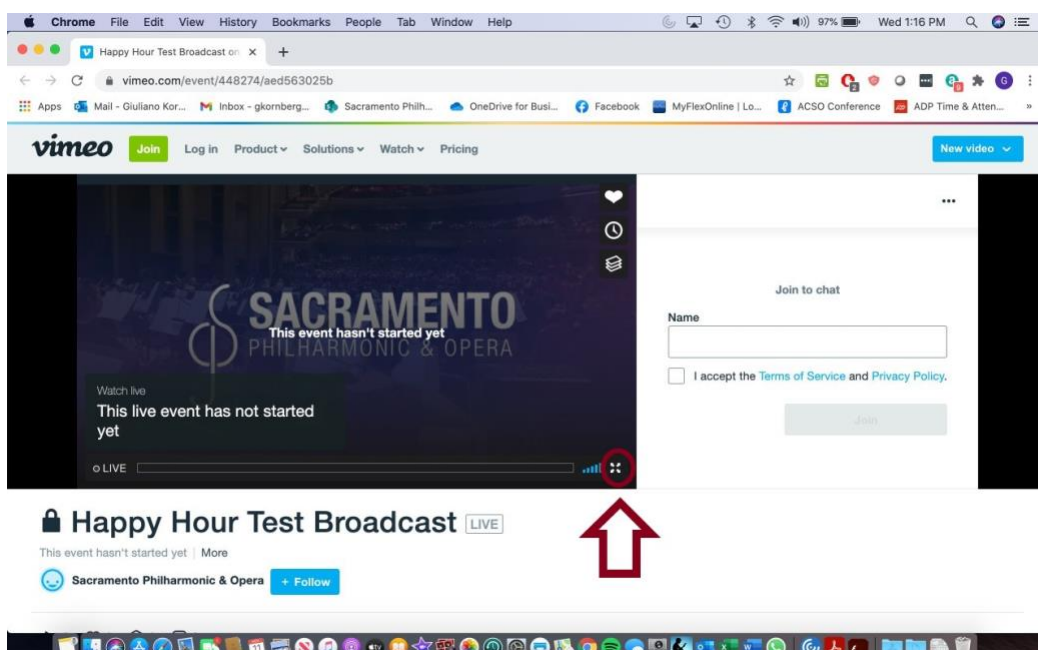 Chrome File Edit View History Bookmarks People Tab Window Help 97% Wed 1:16 PM
Happy Hour Test Broadcast on
vimeo.com/event/448274/aed563025b
Apps Mail - Giuliano Kor... Inbox - gkornberg... Sacramento Philh... OneDrive for Busi... Facebook MyFlexOnline | Lo... ACSO Conference ADP Time & Atten... »
vimeo Join Log in Product Solutions Watch Pricing New video
Join to chat
SACRAMENTO
Name
This event hasn't started yet
PHILHARMONIC & OPERA
I accept the Terms of Service and Privacy Policy.
Watch live
This live event has not started
yet
Join
LIVE
Happy Hour Test Broadcast LIVE
This event hasn't started yet | More
Sacramento Philharmonic & Opera + Follow